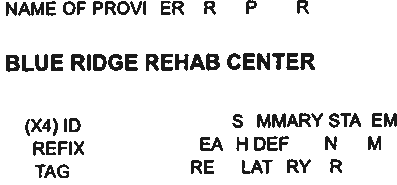 NAME OF PROVI ER R P R
BLUE RIDGE REHAB CENTER
(X4) ID S MMARY STA EM
REFIX EA H DEF N M
TAG RE LAT RY R